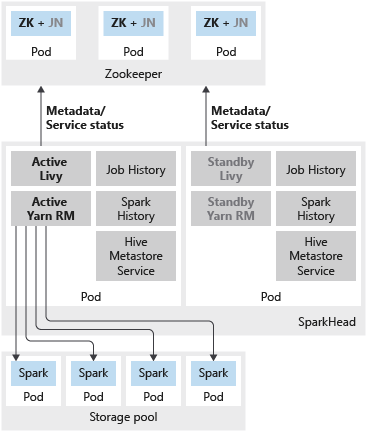 ZK + JN
ZK + JN
ZK + JN
Pod
Pod
Pod
Zookeeper
Metadata/
Service status
Metadata/
Service status
Active
Livy
Job History
Active
Yarn RM
Spark
History
Hive
Metastore
Service
Pod
Standby
Livy
Job History
Standby
Yarn RM
Spark
History
Hive
Metastore
Service
Pod
SparkHead
Spark
Spark
Spark
Spark
Pod
Pod
Pod
Pod
Storage pool